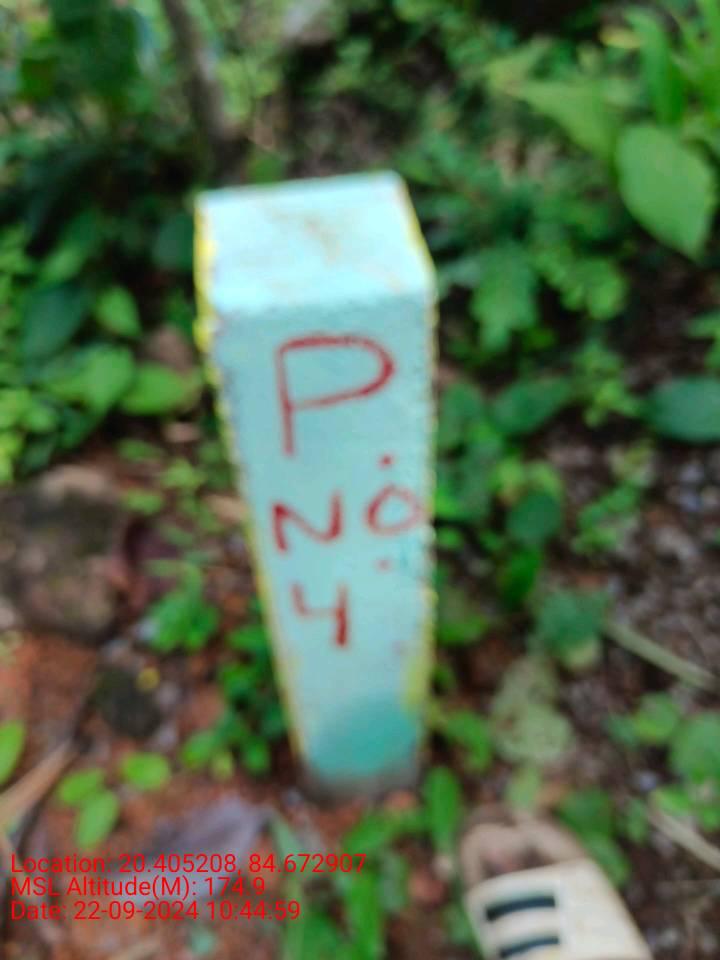 P.
No.
4
Location: 20.405208, 84.672907
MSL Altitude(M): 174.9
Date: 22-09-2024 10:44:59